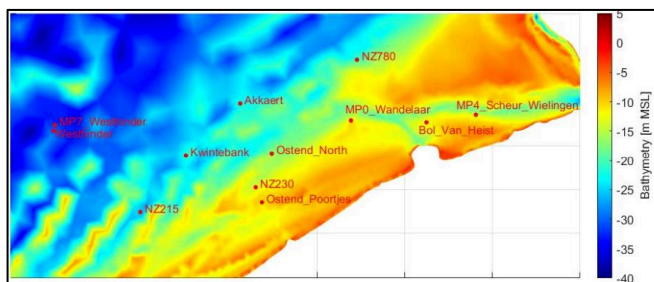 5
NZ780
0
Akkaert
-5
MP7_Westhinder
MP0_Wandelaar
MP4_Scheur_Wielingen
-10
Westhinder
Bol_Van_Heist
-15
Kwintebank
Ostend_North
-20
NZ230
-25
NZ215
Ostend_Poortjes
-30
-35
-40
Bathymetry [m MSL]